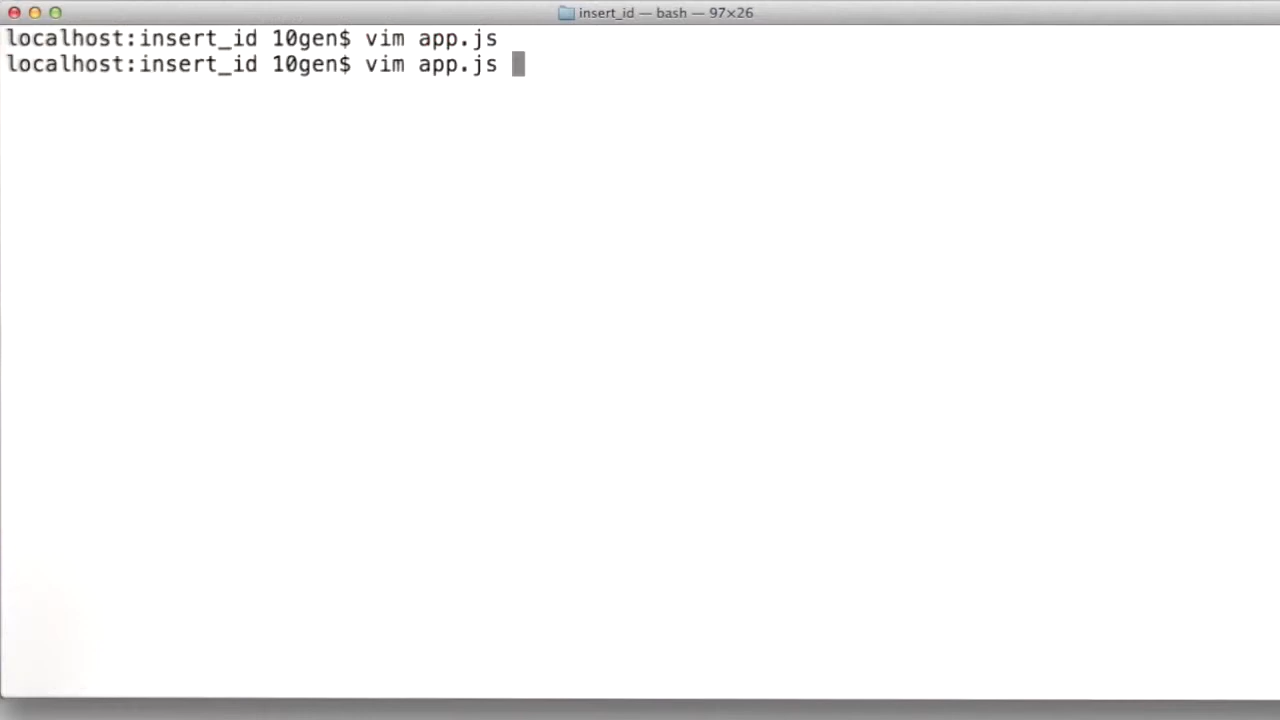 insert_id — bash — 97×26
localhost:insert_id 10gen$ vim app.js
localhost:insert_id 10gen$ vim app.js